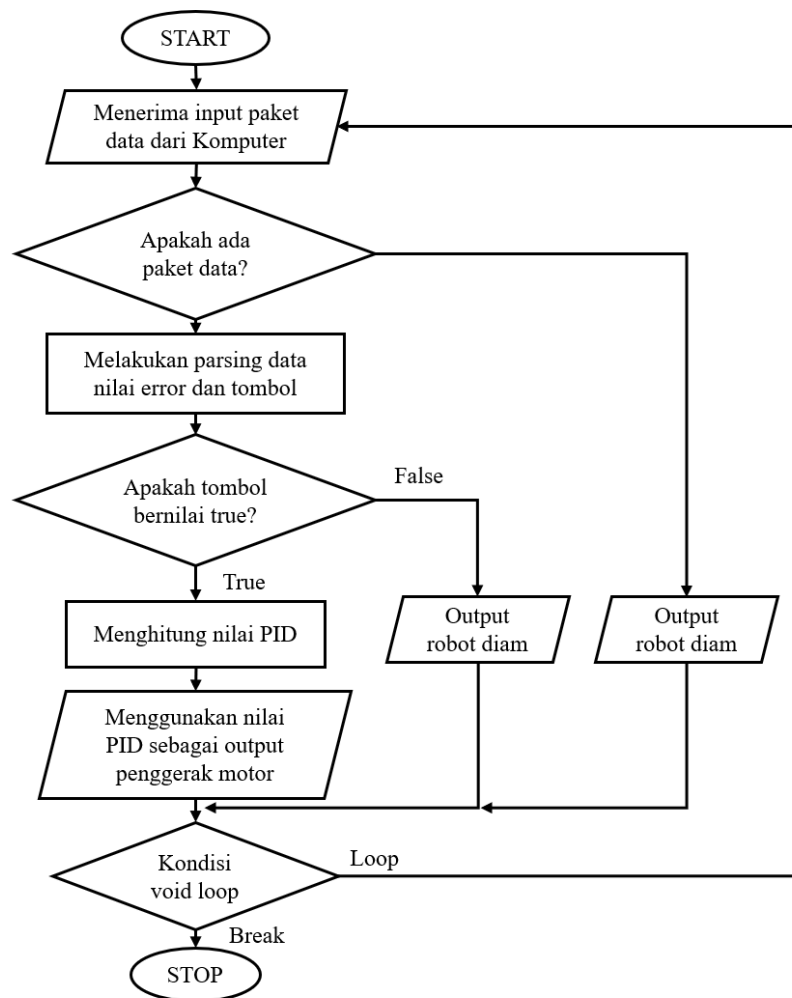 START
Menerima input paket
data dari Komputer
Apakah ada
paket data?
Melakukan parsing data
nilai error dan tombol
Apakah tombol
bernilai true?
False
True
Menghitung nilai PID
Output
robot diam
Output
robot diam
Menggunakan nilai
PID sebagai output
penggerak motor
Kondisi
void loop
Loop
Break
STOP